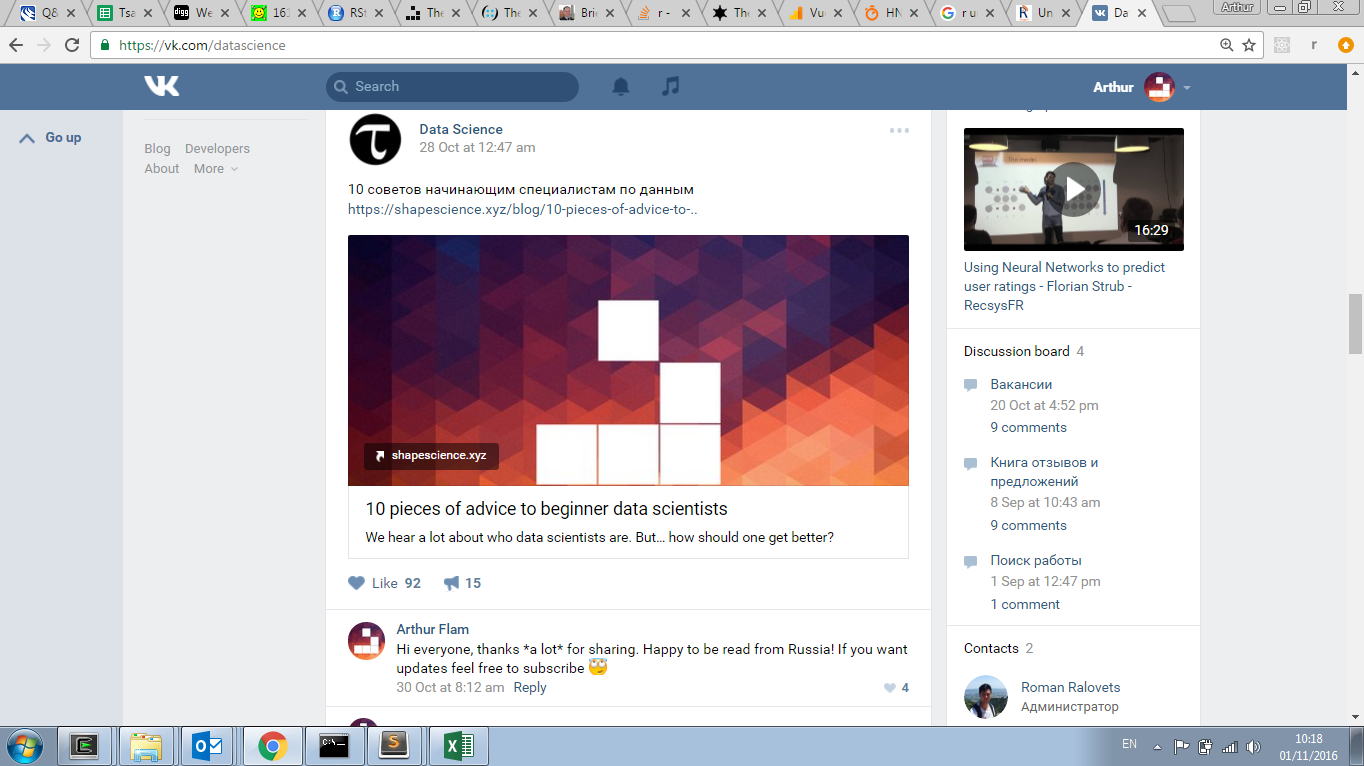 Q&
Tsa
We
161
RSt
The
The
Brie
r -
The
Vue
HN
r u
Un
Da
Arthur
https://vk.com/datascience
r
Search
Arthur
Go up
Blog Developers
About More
Data Science
28 Oct at 12:47 am
10 советов начинающим специалистам по данным
https://shapescience.xyz/blog/10-pieces-of-advice-to-..
shapescience.xyz
10 pieces of advice to beginner data scientists
We hear a lot about who data scientists are. But... how should one get better?
Like 92 15
Arthur Flam
Hi everyone, thanks *a lot* for sharing. Happy to be read from Russia! If you want
updates feel free to subscribe
30 Oct at 8:12 am Reply
4
16:29
Using Neural Networks to predict
user ratings - Florian Strub -
RecsysFR
Discussion board 4
Вакансии
20 Oct at 4:52 pm
9 comments
Книга отзывов и
предложений
8 Sep at 10:43 am
9 comments
Поиск работы
1 Sep at 12:47 pm
1 comment
Contacts 2
Roman Ralovets
Администратор
EN
10:18
01/11/2016